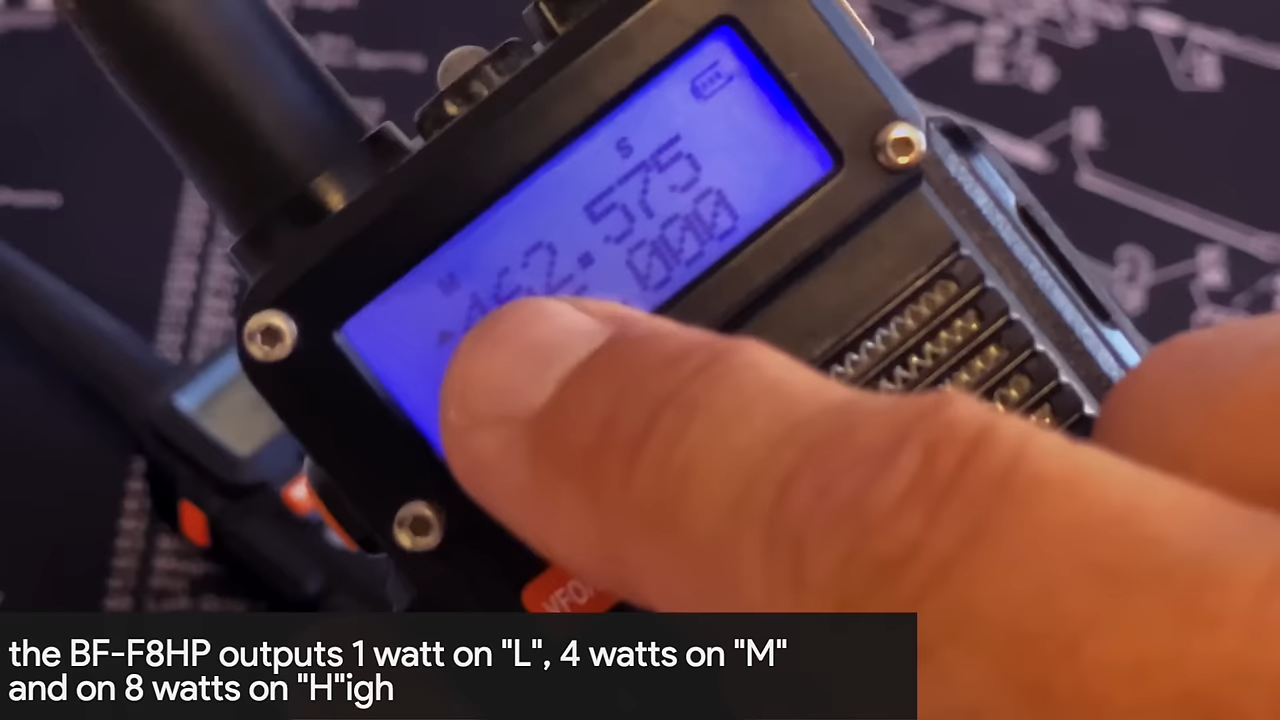 S
M
462.575
000
VFO/
the BF-F8HP outputs 1 watt on "L", 4 watts on "M"
and on 8 watts on "H"igh